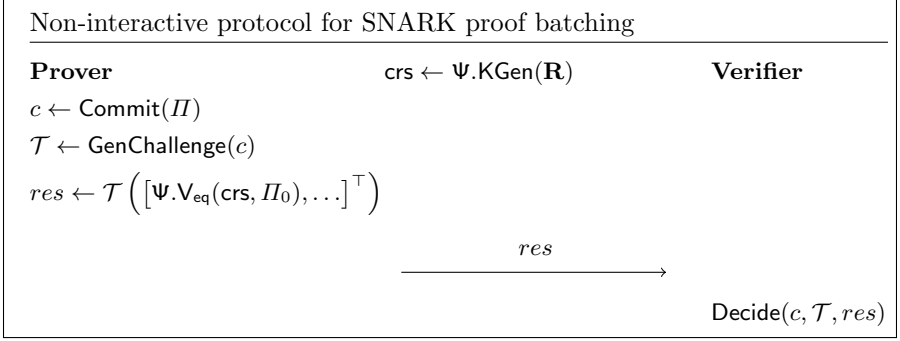 Non-interactive protocol for SNARK proof batching
Prover crs ← Ψ.KGen(R) Verifier
c ← Commit(Π)
𝒯 ← GenChallenge(c)
res ← 𝒯 ([Ψ.V_eq(crs, Π₀), . . .]^⊤)
res
Decide(c, 𝒯, res)